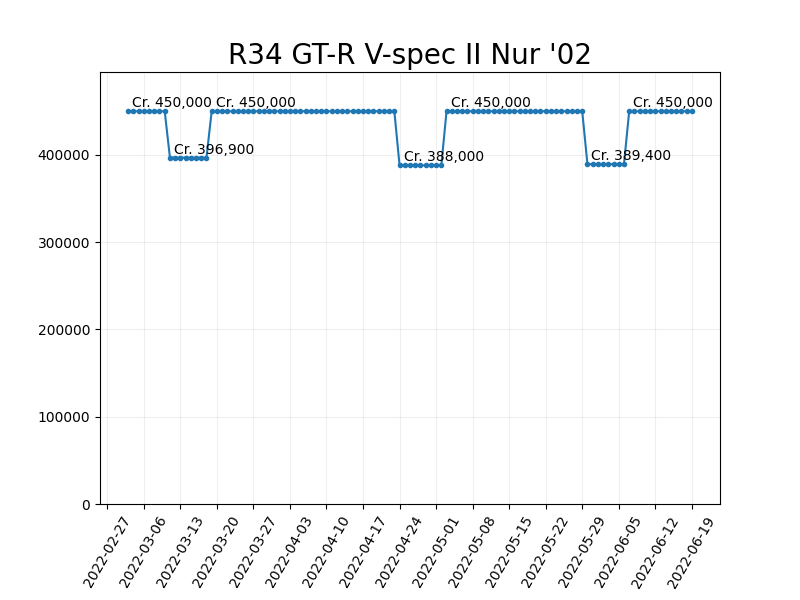 R34 GT-R V-spec II Nur '02
Cr. 450,000
Cr. 450,000
Cr. 450,000
Cr. 450,000
Cr. 396,900
Cr. 388,000
Cr. 389,400
400000
300000
200000
100000
0
2022-02-27
2022-03-06
2022-03-13
2022-03-20
2022-03-27
2022-04-03
2022-04-10
2022-04-17
2022-04-24
2022-05-01
2022-05-08
2022-05-15
2022-05-22
2022-05-29
2022-06-05
2022-06-12
2022-06-19